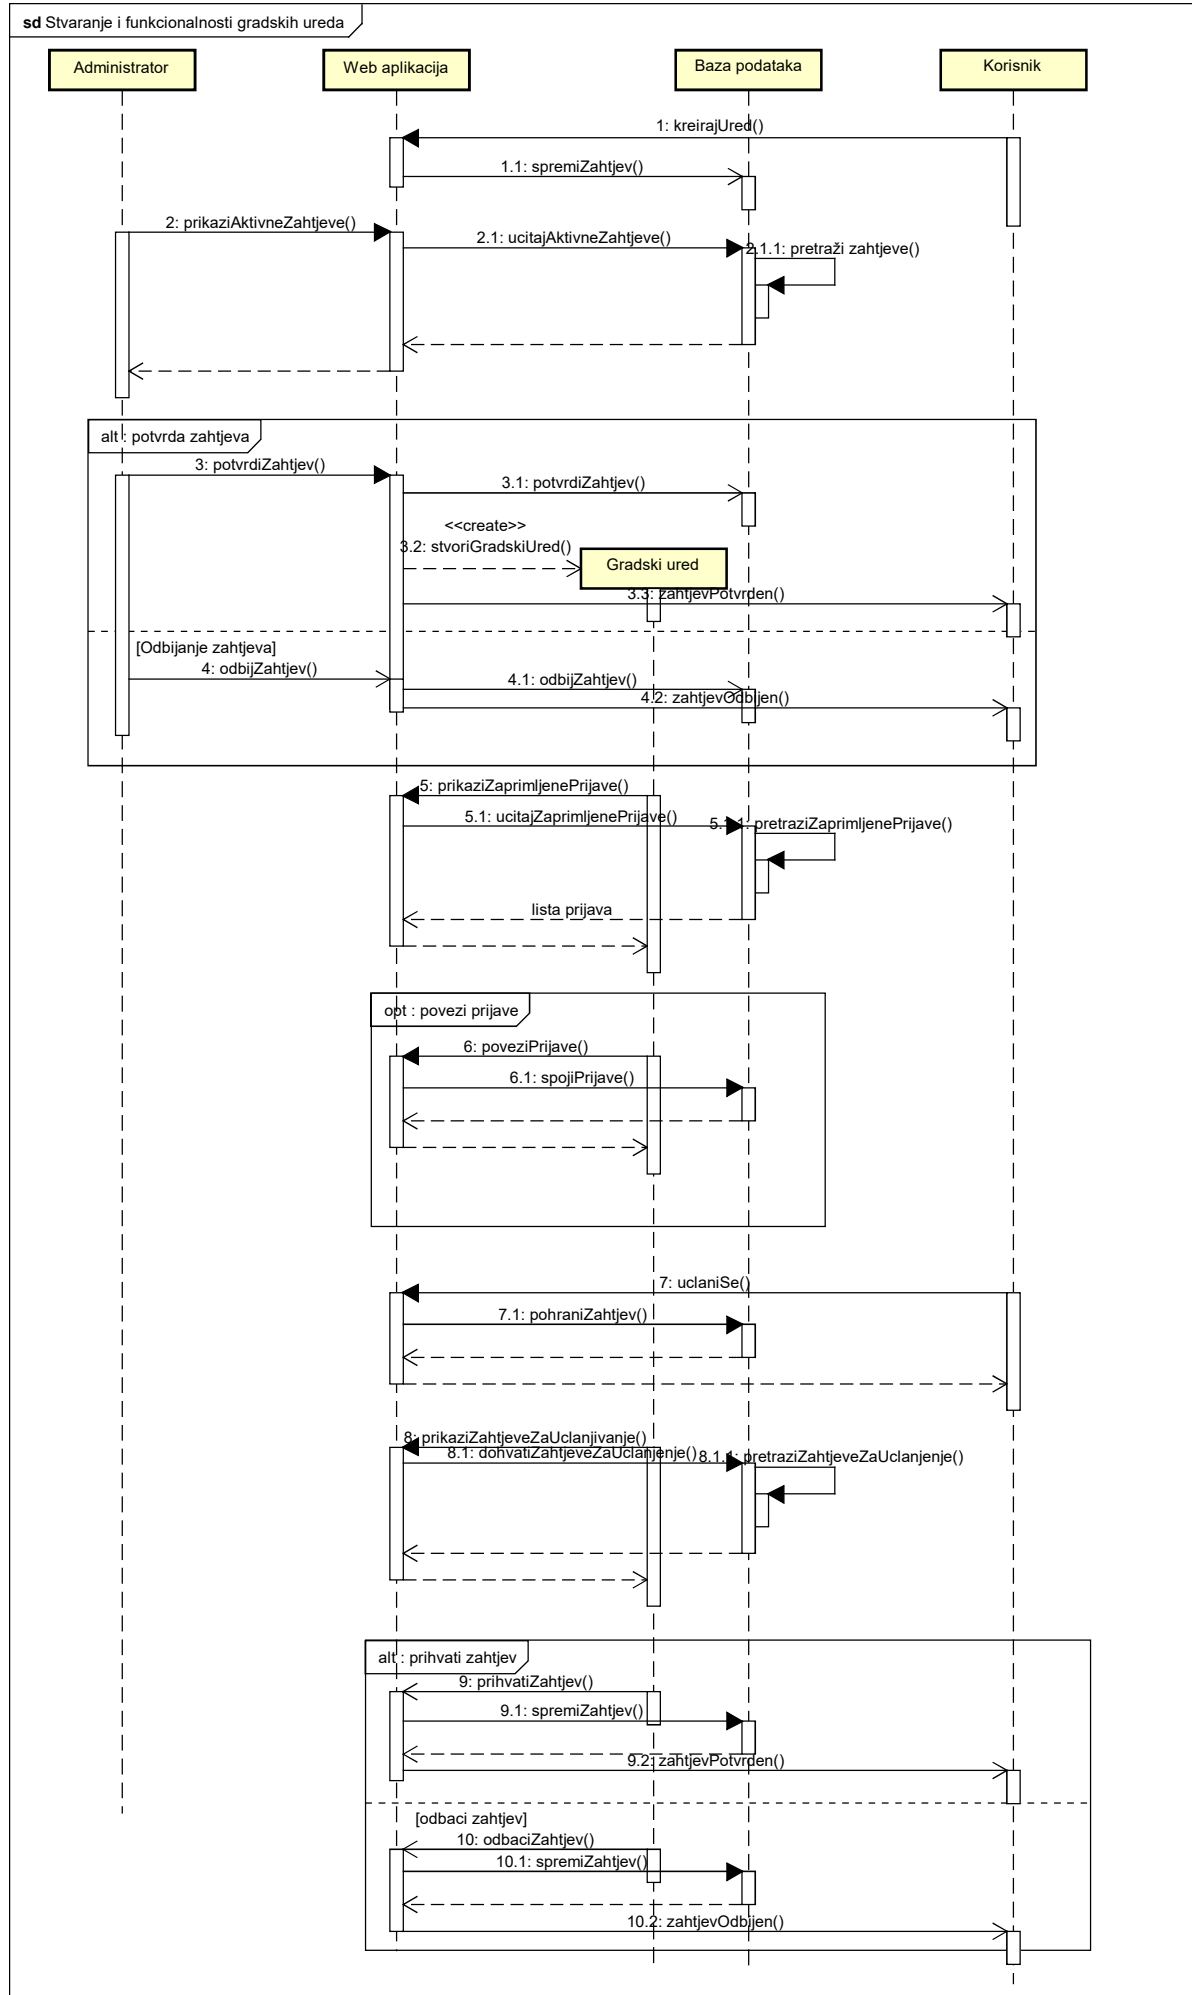 sd Stvaranje i funkcionalnosti gradskih ureda
Administrator
Web aplikacija
Baza podataka
Korisnik
1: kreirajUred()
1.1: spremiZahtjev()
2: prikaziAktivneZahtjeve()
2.1: ucitajAktivneZahtjeve()
2.1.1: pretraži zahtjeve()
alt : potvrda zahtjeva
3: potvrdiZahtjev()
3.1: potvrdiZahtjev()
<<create>>
3.2: stvoriGradskiUred()
Gradski ured
3.3: zahtjevPotvrden()
[Odbijanje zahtjeva]
4: odbijZahtjev()
4.1: odbijZahtjev()
4.2: zahtjevOdbijen()
5: prikaziZaprimljenePrijave()
5.1: ucitajZaprimljenePrijave()
5.1.1: pretraziZaprimljenePrijave()
lista prijava
opt : povezi prijave
6: poveziPrijave()
6.1: spojiPrijave()
7: uclaniSe()
7.1: pohraniZahtjev()
8: prikaziZahtjeveZaUclanjivanje()
8.1: dohvatiZahtjeveZaUclanjenje()
8.1.1: pretraziZahtjeveZaUclanjenje()
alt : prihvati zahtjev
9: prihvatiZahtjev()
9.1: spremiZahtjev()
9.2: zahtjevPotvrden()
[odbaci zahtjev]
10: odbaciZahtjev()
10.1: spremiZahtjev()
10.2: zahtjevOdbijen()